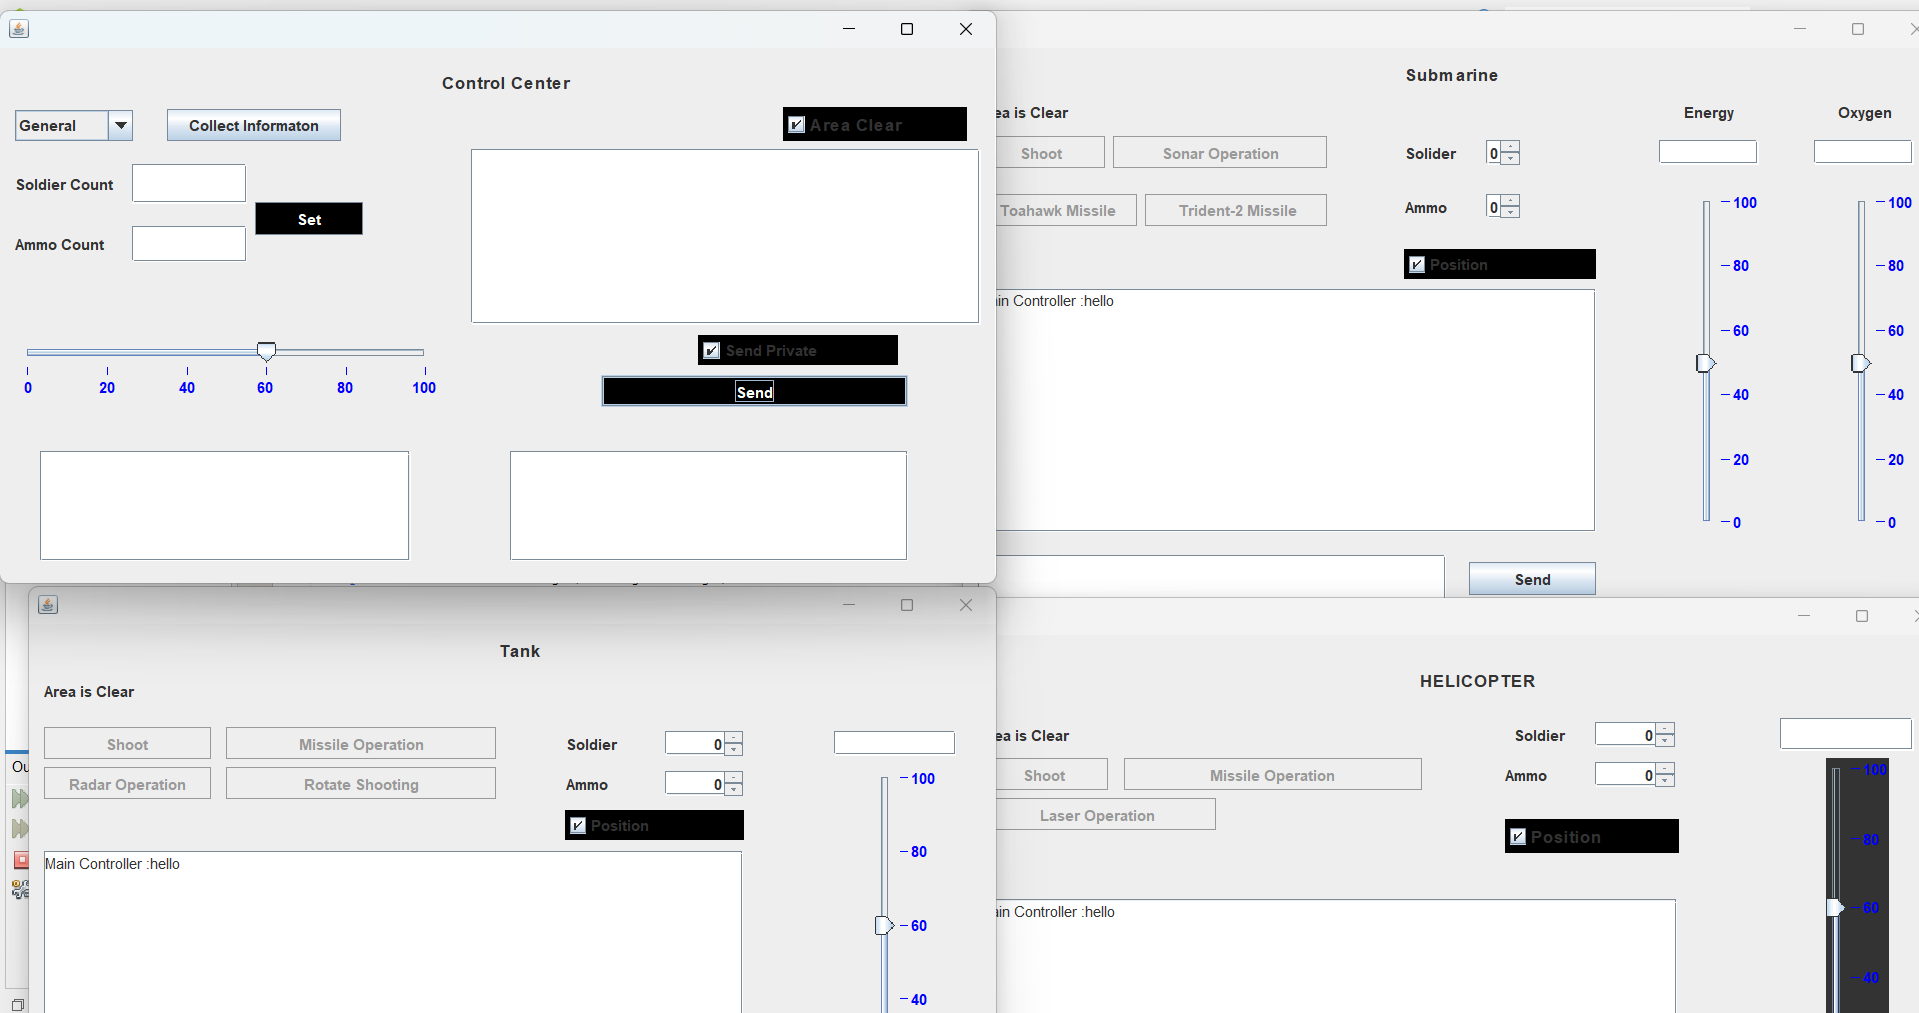 Control Center
General
Collect Informaton
Area Clear
Soldier Count
Set
Ammo Count
Send Private
0 20 40 60 80 100
Send
Submarine
ea is Clear
Energy
Oxygen
Shoot
Sonar Operation
Solider
0
Toahawk Missile
Trident-2 Missile
Ammo
0
Position
in Controller :hello
100
80
60
40
20
0
100
80
60
40
20
0
Send
Tank
Area is Clear
Shoot
Missile Operation
Soldier
0
Radar Operation
Rotate Shooting
Ammo
0
Position
Main Controller :hello
100
80
60
40
HELICOPTER
ea is Clear
Soldier
0
Shoot
Missile Operation
Ammo
0
Laser Operation
Position
in Controller :hello
100
80
60
40
Ou